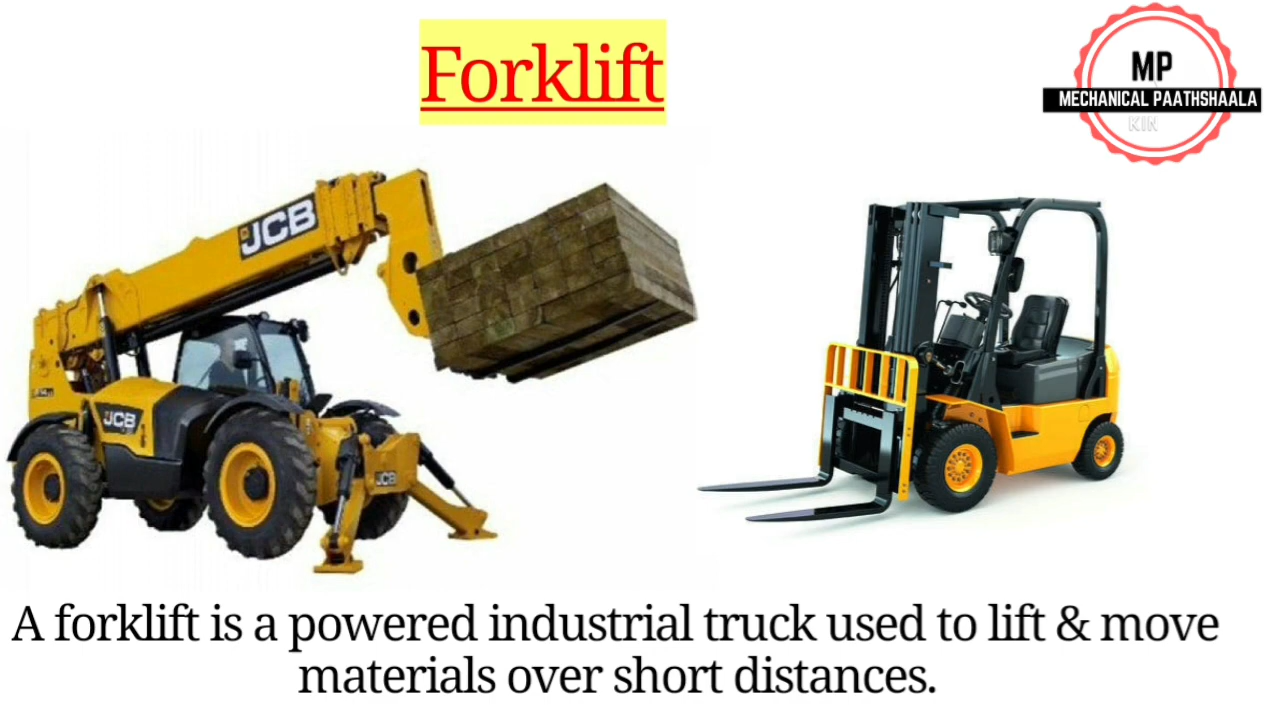 Forklift
MP
MECHANICAL PAATHSHAALA
KIN
JCB
JCB
JCB
A forklift is a powered industrial truck used to lift & move
materials over short distances.